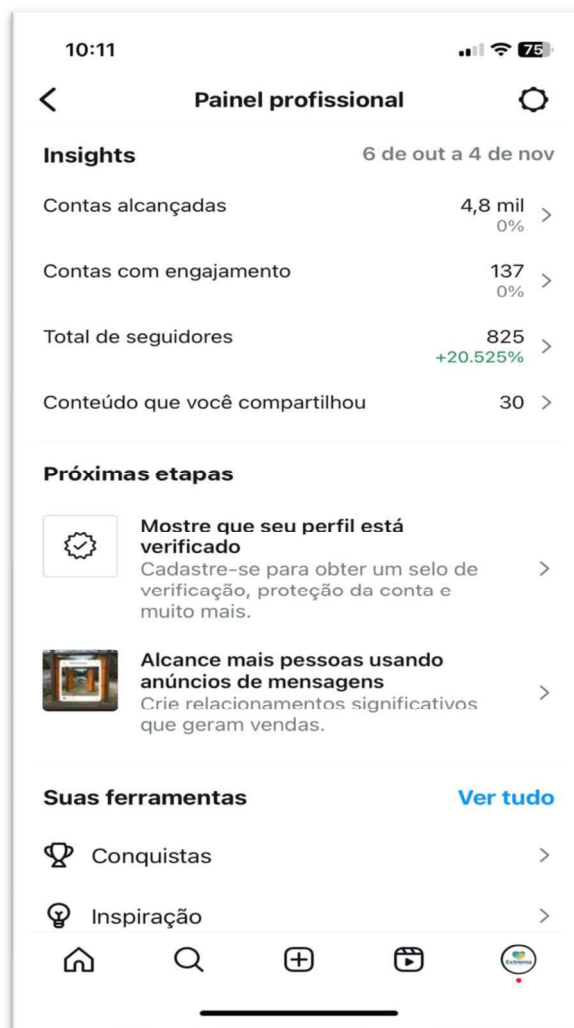 10:11
75
Painel profissional
Insights 6 de out a 4 de nov
Contas alcançadas 4,8 mil
0%
Contas com engajamento 137
0%
Total de seguidores 825
+20.525%
Conteúdo que você compartilhou 30
Próximas etapas
Mostre que seu perfil está
verificado
Cadastre-se para obter um selo de
verificação, proteção da conta e
muito mais.
Alcance mais pessoas usando
anúncios de mensagens
Crie relacionamentos significativos
que geram vendas.
Suas ferramentas Ver tudo
Conquistas
Inspiração
Extrema